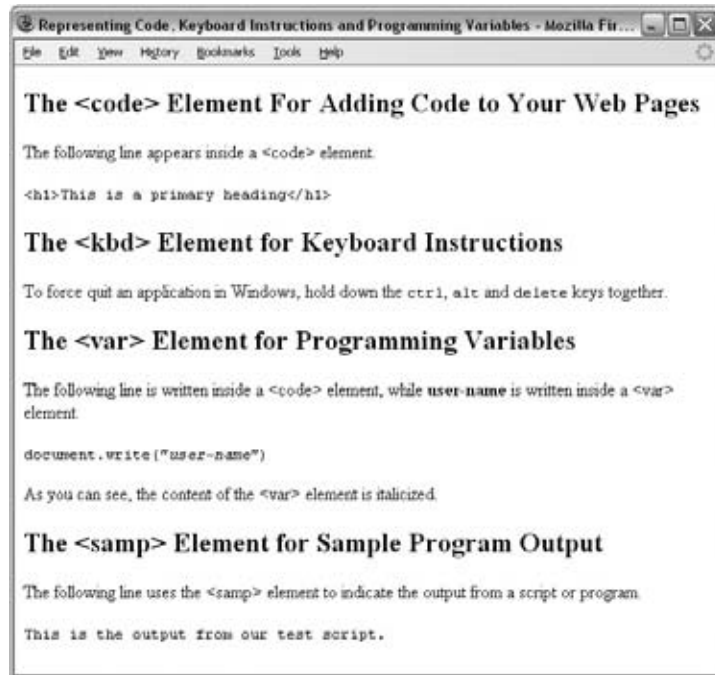 Representing Code, Keyboard Instructions and Programming Variables - Mozilla Fir...
File Edit View History Bookmarks Tools Help
The <code> Element For Adding Code to Your Web Pages
The following line appears inside a <code> element.
<h1>This is a primary heading</h1>
The <kbd> Element for Keyboard Instructions
To force quit an application in Windows, hold down the ctrl, alt and delete keys together.
The <var> Element for Programming Variables
The following line is written inside a <code> element, while user-name is written inside a <var>
element.
document.write("user-name")
As you can see, the content of the <var> element is italicized.
The <samp> Element for Sample Program Output
The following line uses the <samp> element to indicate the output from a script or program.
This is the output from our test script.